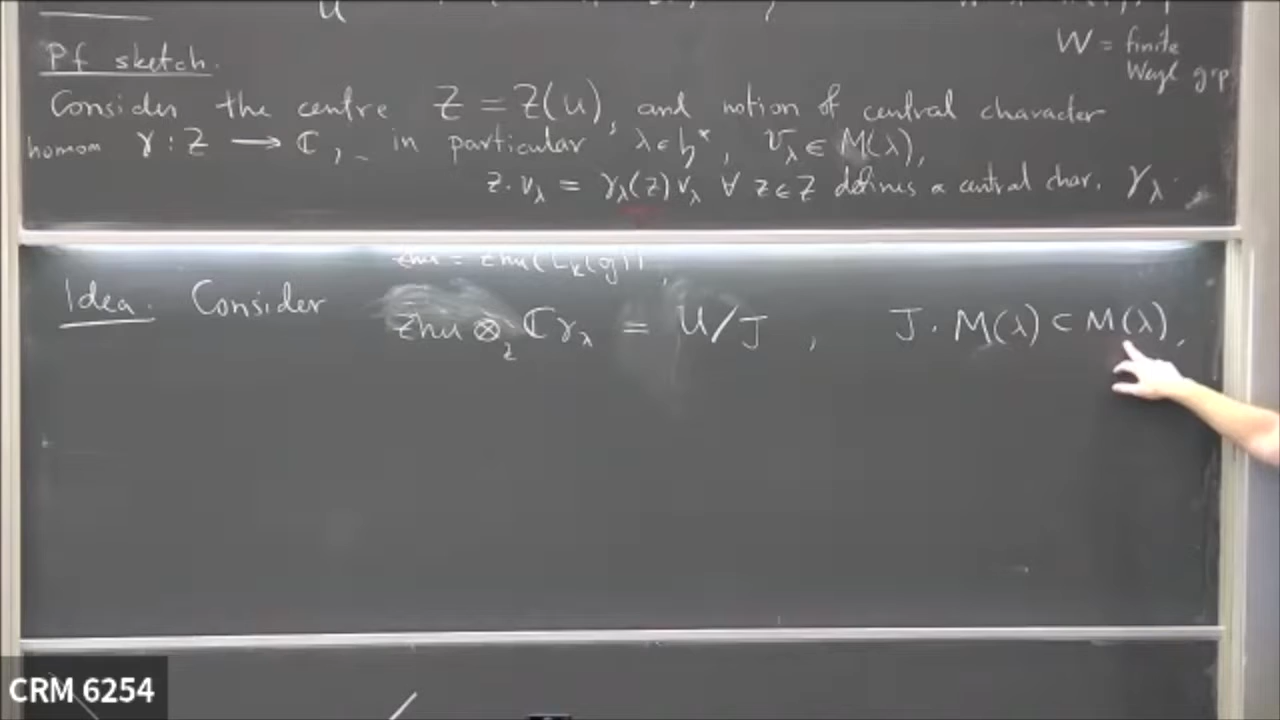 U
W = finite
Weyl grp
Pf sketch.
Consider the centre Z = Z(U), and notion of central character
homom γ : Z → ℂ, in particular λ ∈ 𝔥*, v_λ ∈ M(λ),
z · v_λ = γ_λ(z) v_λ ∀ z ∈ Z defines a central char. γ_λ.
Zhu = Zhu(L_k(g)),
Idea. Consider Zhu ⊗_Z ℂ_{γ_λ} = U/J , J · M(λ) ⊂ M(λ),
CRM 6254